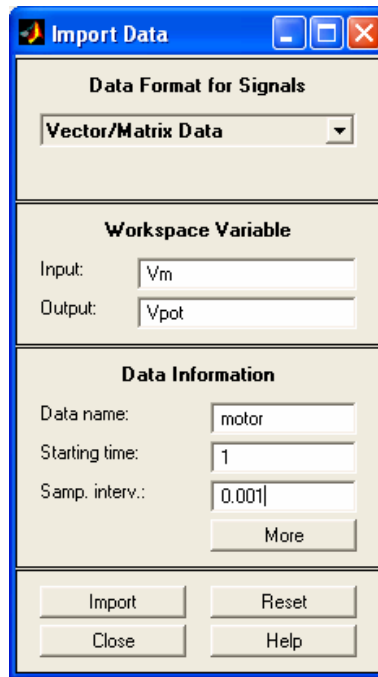 Import Data
Data Format for Signals
Vector/Matrix Data
Workspace Variable
Input: Vm
Output: Vpot
Data Information
Data name: motor
Starting time: 1
Samp. interv.: 0.001
More
Import Reset
Close Help